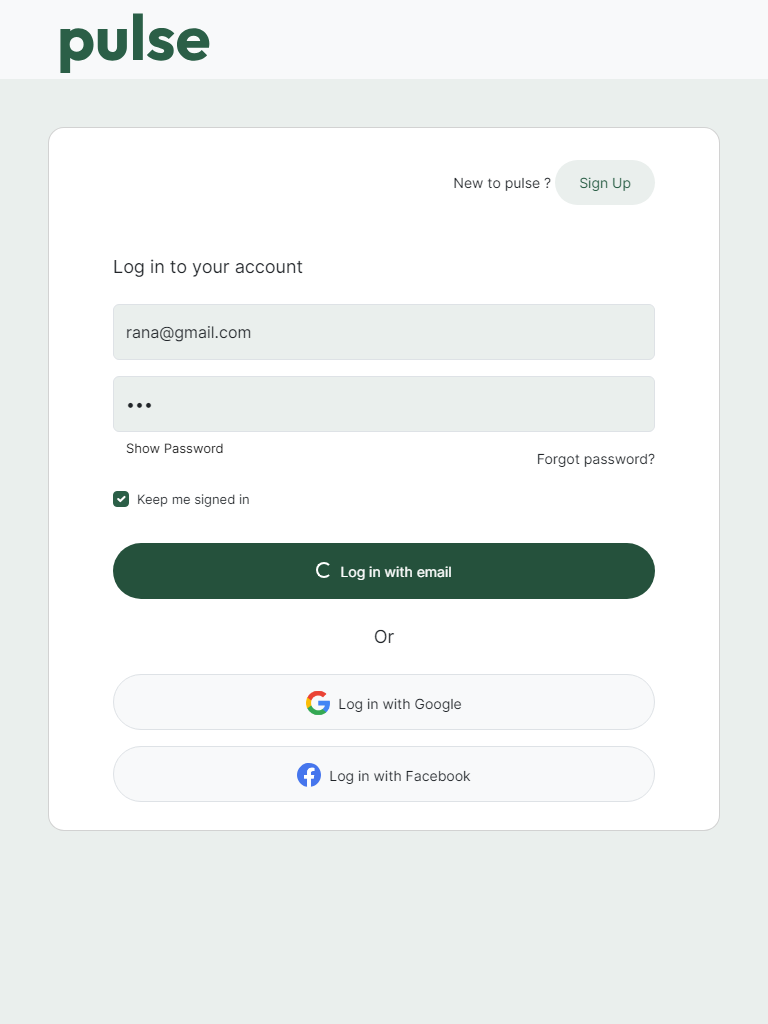 pulse
New to pulse ? Sign Up
Log in to your account
rana@gmail.com
•••
Show Password
Forgot password?
Keep me signed in
Log in with email
Or
Log in with Google
Log in with Facebook